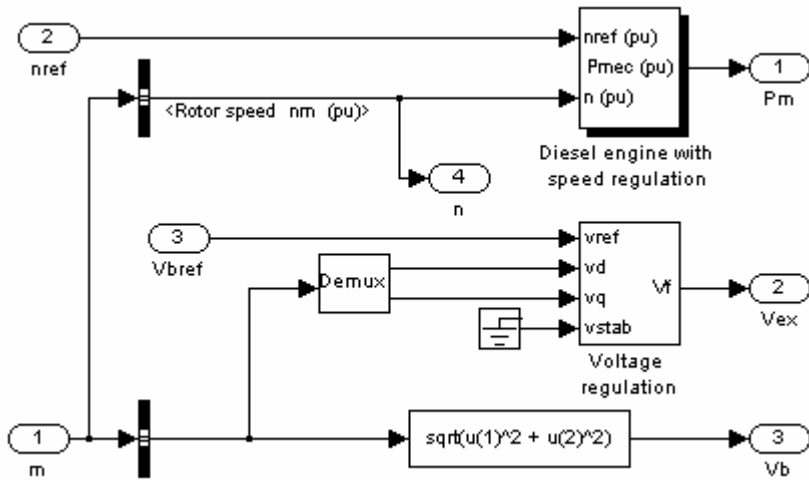 2
nref
nref (pu)
Pmec (pu)
n (pu)
1
Pm
<Rotor speed nm (pu)>
Diesel engine with
speed regulation
4
n
3
Vbref
Demux
vref
vd
vq
vstab
Vf
2
Vex
Voltage
regulation
1
m
sqrt(u(1)^2 + u(2)^2)
3
Vb